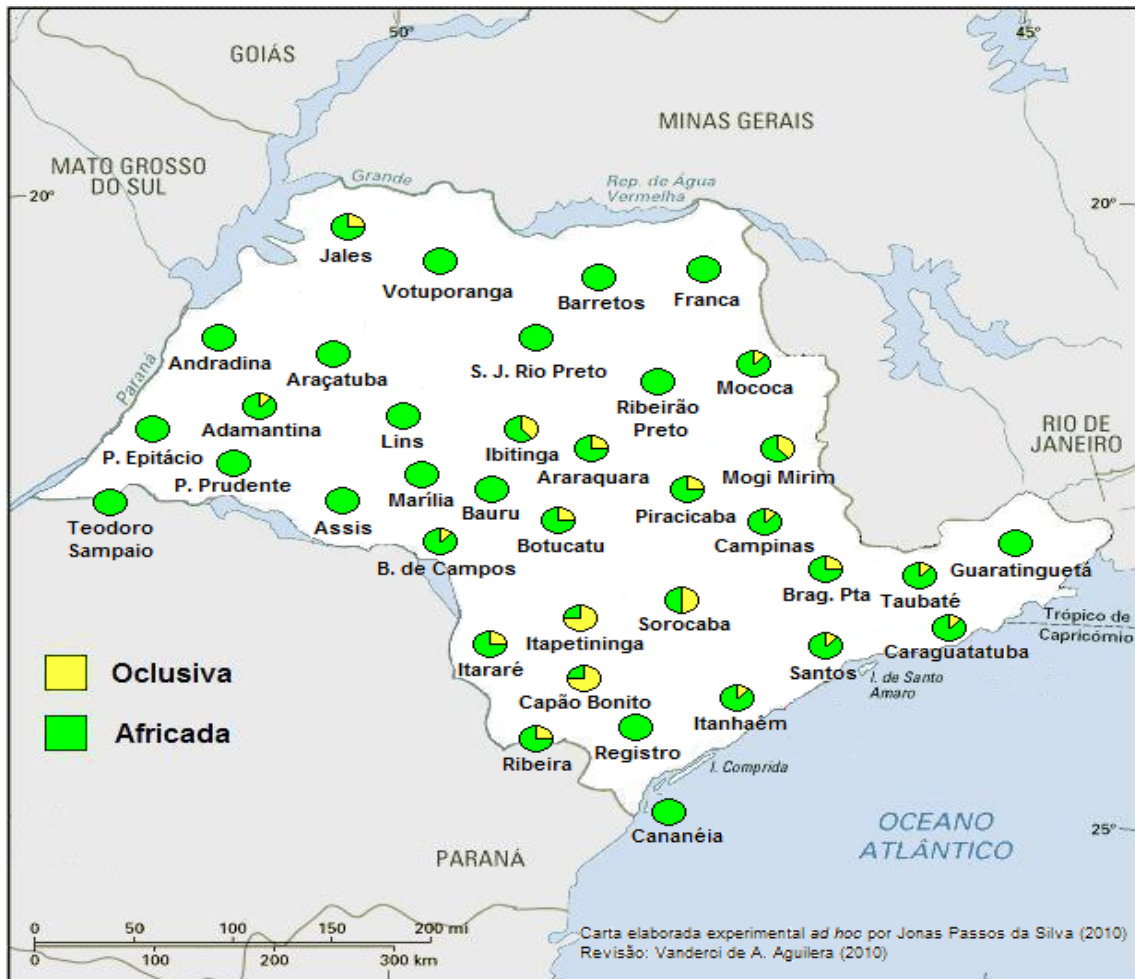 50°
45°
GOIÁS
MINAS GERAIS
MATO GROSSO
DO SUL
Grande
Rep. de Água
Vermelha
20°
20°
Jales
Votuporanga
Barretos
Franca
Paraná
Andradina
Araçatuba
S. J. Rio Preto
Mococa
Ribeirão
Preto
Adamantina
Lins
Ibitinga
Araraquara
Mogi Mirim
RIO DE
JANEIRO
P. Epitácio
P. Prudente
Marília
Bauru
Piracicaba
Teodoro
Sampaio
Assis
Botucatu
Campinas
B. de Campos
Guaratinguetá
Brag. Pta
Taubaté
Sorocaba
Trópico de
Capricórnio
Itapetininga
Caraguatatuba
Itararé
Santos
I. de Santo
Amaro
Oclusiva
Capão Bonito
Itanhaém
Africada
Registro
Ribeira
I. Comprida
Cananéia
OCEANO
ATLÂNTICO
25°
PARANÁ
0 50 100 150 200 mi
0 100 200 300 km
Carta elaborada experimental ad hoc por Jonas Passos da Silva (2010)
Revisão: Vanderci de A. Aguilera (2010)